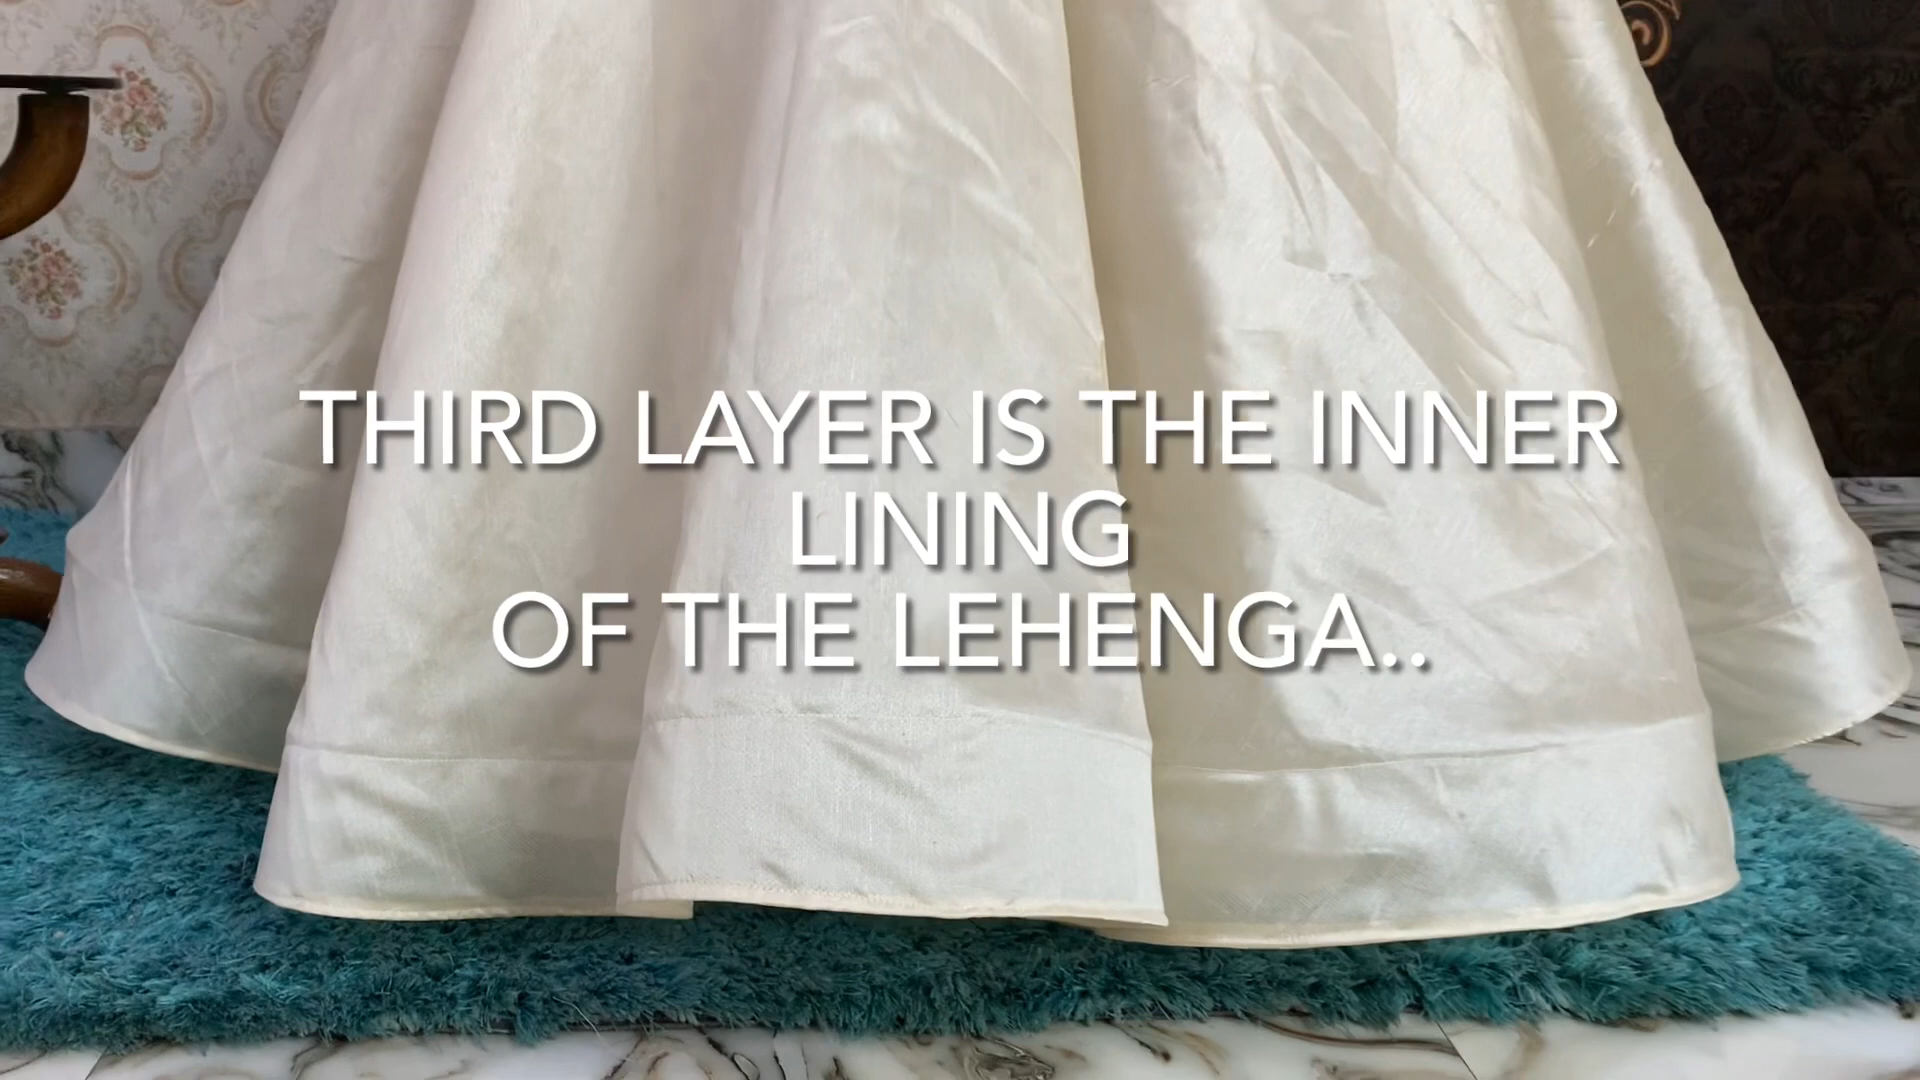 THIRD LAYER IS THE INNER
LINING
OF THE LEHENGA..